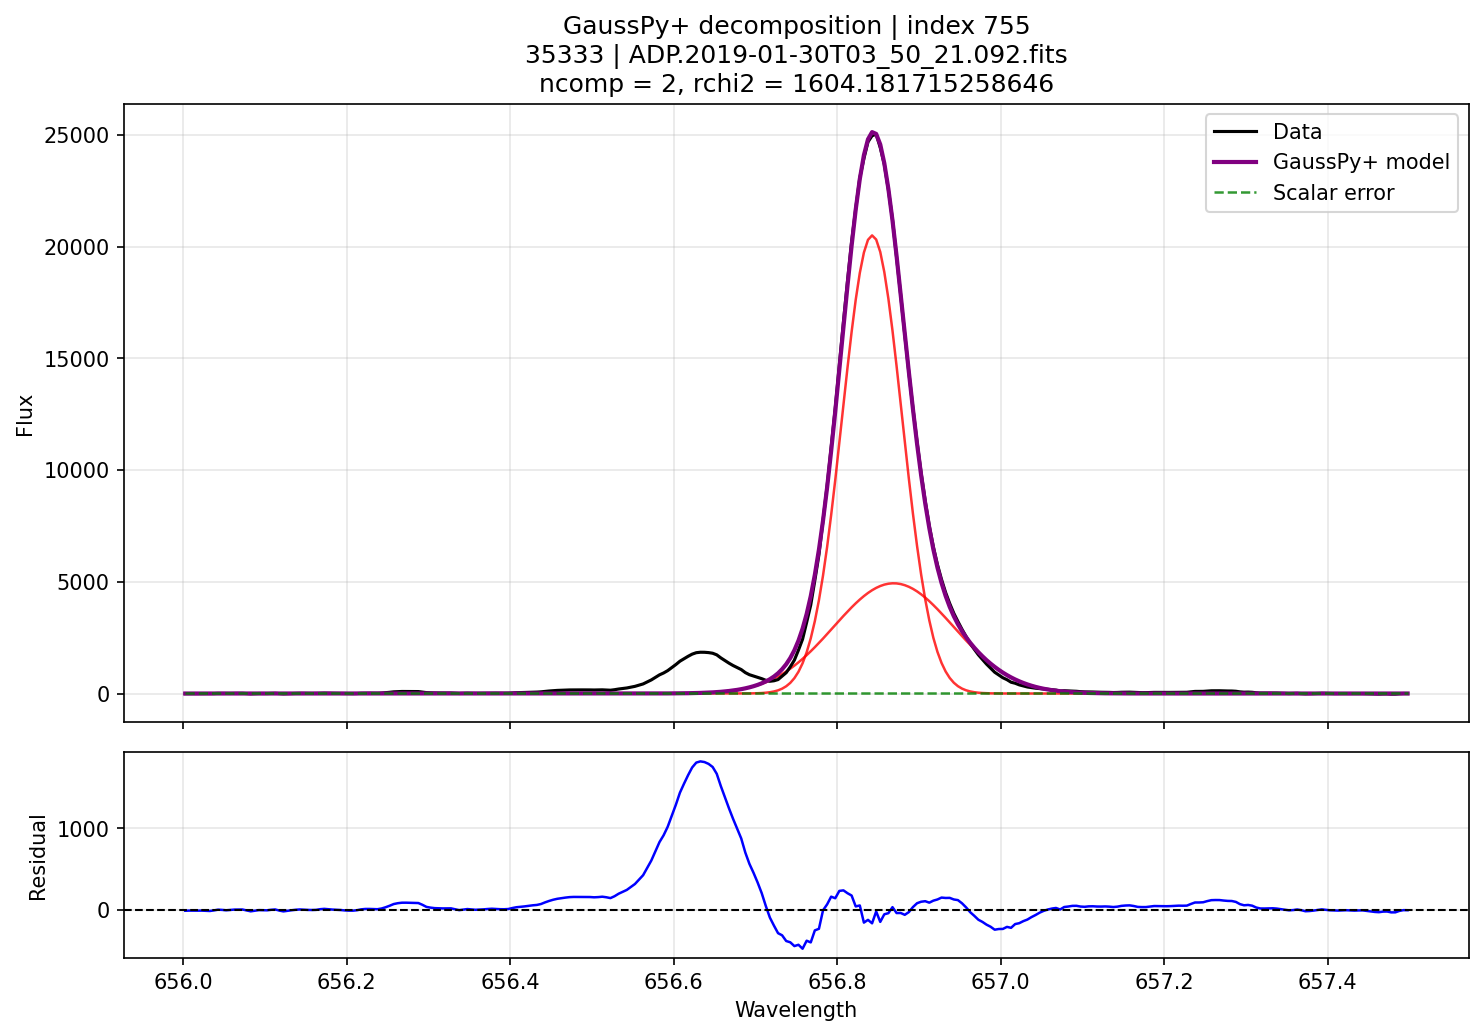 GaussPy+ decomposition | index 755
35333 | ADP.2019-01-30T03_50_21.092.fits
ncomp = 2, rchi2 = 1604.181715258646
Data
GaussPy+ model
Scalar error
25000
20000
15000
10000
5000
0
Flux
1000
0
Residual
656.0 656.2 656.4 656.6 656.8 657.0 657.2 657.4
Wavelength